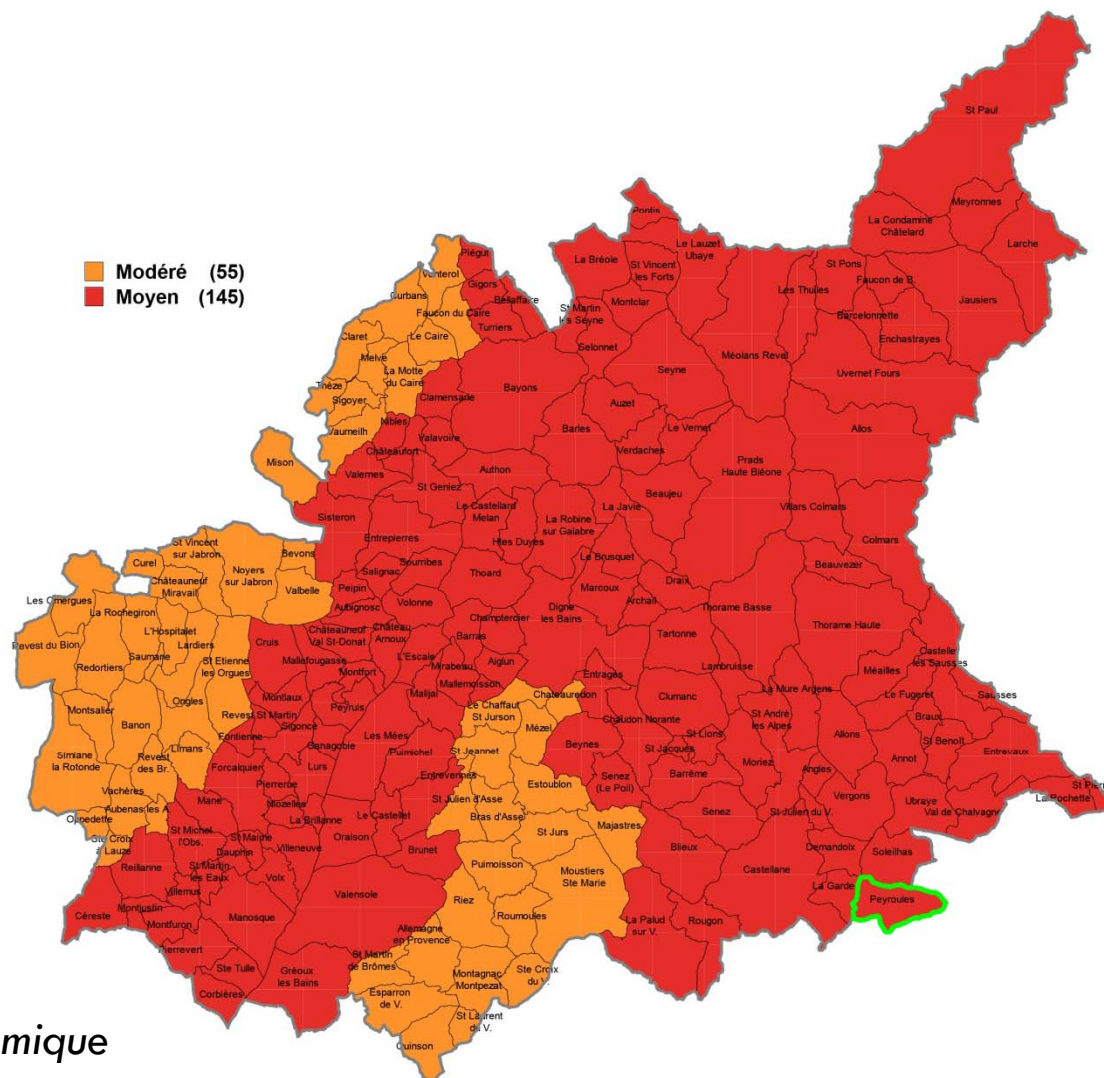 St Paul
Meyronnes
La Condamine
Châtelard
Larche
Pontis
Le Lauzet
Ubaye
La Bréole
St Vincent
les Forts
St Pons
Faucon de B.
Les Thuiles
Jausiers
Modéré (55)
Moyen (145)
Piégut
Venterol
Gigors
Curbans
Bellaffaire
Faucon du Caire
Turriers
St Martin
les Seyne
Montclar
Barcelonnette
Enchastrayes
Claret
Le Caire
Selonnet
Méolans Revel
Melve
La Motte
du Caire
Seyne
Uvernet Fours
Thèze
Sigoyer
Clamensane
Bayons
Auzet
Vaumeilh
Nibles
Valavoire
Barles
Le Vernet
Allos
Châteaufort
Verdaches
Mison
Valernes
Authon
Prads
Haute Bléone
St Geniez
Beaujeu
Le Castellard
Melan
La Javie
Villars Colmars
Sisteron
La Robine
sur Galabre
Entrepierres
Htes Duyes
Colmars
St Vincent
sur Jabron
Bevons
Le Brusquet
Curel
Noyers
sur Jabron
Sourribes
Beauvezer
Châteauneuf
Miravail
Salignac
Thoard
Valbelle
Peipin
Marcoux
Draix
Les Omergues
Volonne
Archail
La Rochegiron
Aubignosc
Digne
les Bains
Thorame Basse
Champtercier
Thorame Haute
L'Hospitalet
Châteauneuf
Val St-Donat
Château
Arnoux
Revest du Bion
Lardiers
Cruis
Barras
Tartonne
Saumane
St Etienne
les Orgues
Mallefougasse
L'Escale
Mirabeau
Aiglun
Castellet
les Sausses
Redortiers
Montfort
Entrages
Lambruisse
Méailles
Mallemoisson
Montlaux
Malijai
Chateauredon
Clumanc
La Mure Argens
Le Fugeret
Sausses
Ongles
Montsalier
Peyruis
Le Chaffaut
St Jurson
Banon
Revest St Martin
Sigonce
Mézel
Chaudon Norante
St André
les Alpes
Braux
Fontienne
Les Mées
St Lions
Allons
St Benoît
Limans
Ganagobie
Beynes
St Jacques
Entrevaux
Simiane
la Rotonde
Revest
des Br.
Puimichel
St Jeannet
Moriez
Annot
Forcalquier
Lurs
Entrevennes
Senez
(Le Poil)
Barrême
Angles
Vachères
Pierrerue
Estoublon
Vergons
La Rochette
Aubenas les A.
Mane
Niozelles
St Julien d'Asse
Ubraye
Val de Chalvagne
Oppedette
La Brillanne
Le Castellet
Bras d'Asse
Majastres
Senez
St Julien du V.
St Michel
l'Obs.
St Maime
Oraison
St Jurs
Ste Croix
à Lauze
Dauphin
Villeneuve
Brunet
Blieux
Demandolx
Soleilhas
Reillanne
St Martin
les Eaux
Puimoisson
Moustiers
Ste Marie
Castellane
Villemus
Volx
Valensole
La Garde
Riez
Peyroules
Céreste
Montjustin
Manosque
Roumoules
La Palud
sur V.
Rougon
Montfuron
Allemagne
en Provence
Pierrevert
St Martin
de Brômes
Ste Tulle
Gréoux
les Bains
Montagnac
Montpezat
Ste Croix
du V.
Corbières
Esparron
de V.
St Laurent
du V.
Quinson
mique